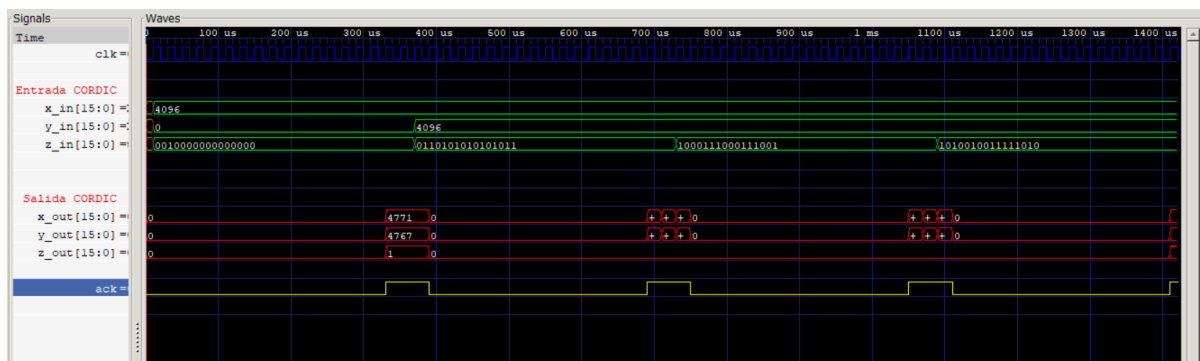 Signals Waves
Time 100 us 200 us 300 us 400 us 500 us 600 us 700 us 800 us 900 us 1 ms 1100 us 1200 us 1300 us 1400 us
clk=
Entrada CORDIC
x_in[15:0] = 4096
y_in[15:0] = 0 4096
z_in[15:0] = 0010000000000000 0110101010101011 1000111000111001 1010010011111010
Salida CORDIC
x_out[15:0] = 0 4771 0 + + + 0 + + + 0
y_out[15:0] = 0 4767 0 + + + 0 + + + 0
z_out[15:0] = 0 1 0
ack=